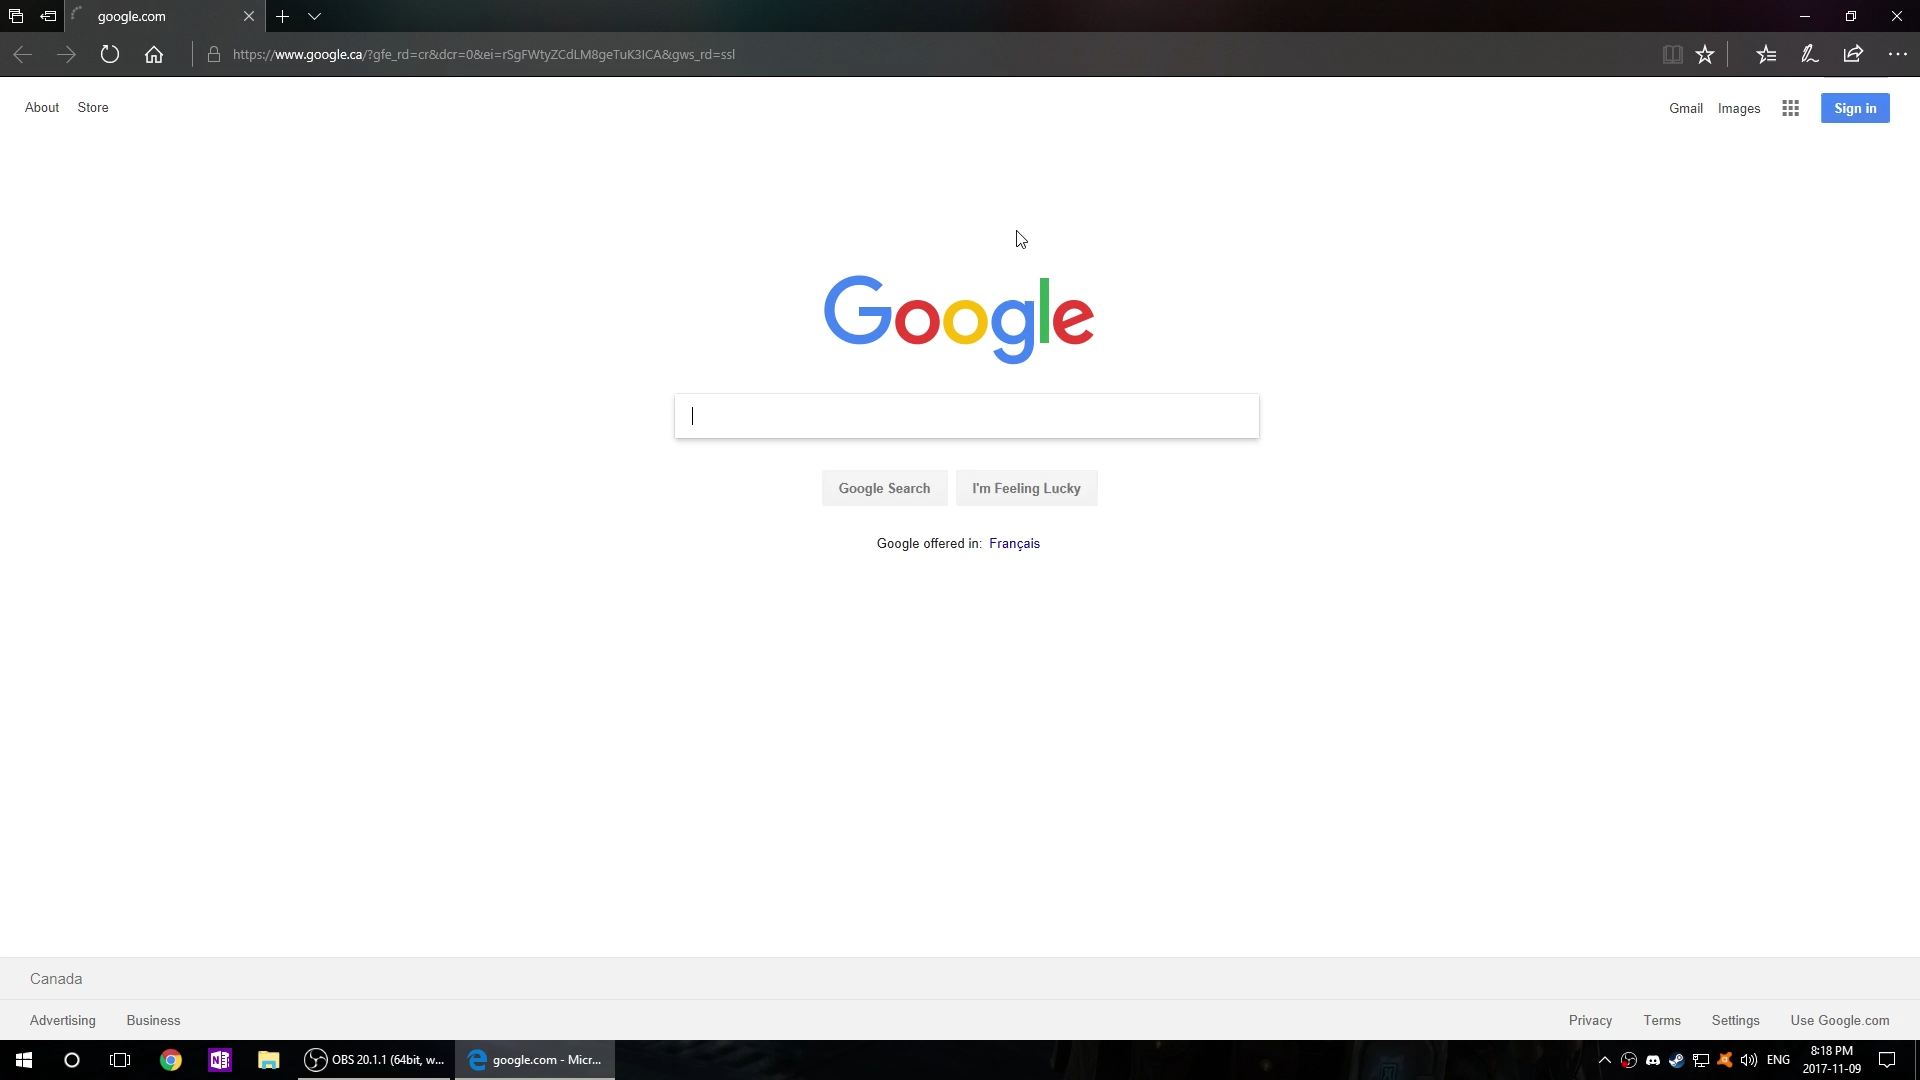 google.com
https://www.google.ca/?gfe_rd=cr&dcr=0&ei=rSgFWtyZCdLM8geTuK3ICA&gws_rd=ssl
About Store
Gmail Images Sign in
Google
Google Search I'm Feeling Lucky
Google offered in: Français
Canada
Advertising Business
Privacy Terms Settings Use Google.com
OBS 20.1.1 (64bit, w...
google.com - Micr...
ENG
8:18 PM
2017-11-09